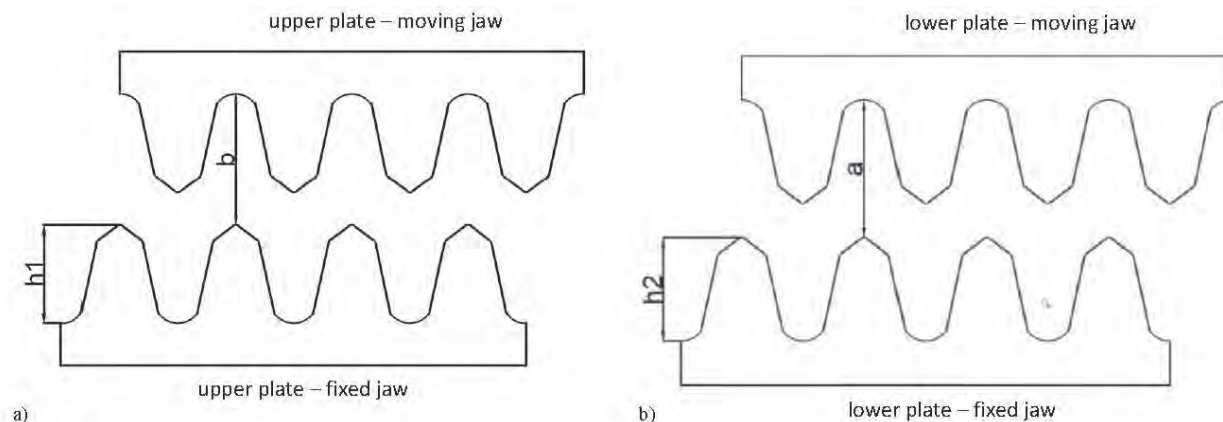 upper plate – moving jaw
b
h1
upper plate – fixed jaw
a)
lower plate – moving jaw
a
h2
lower plate – fixed jaw
b)